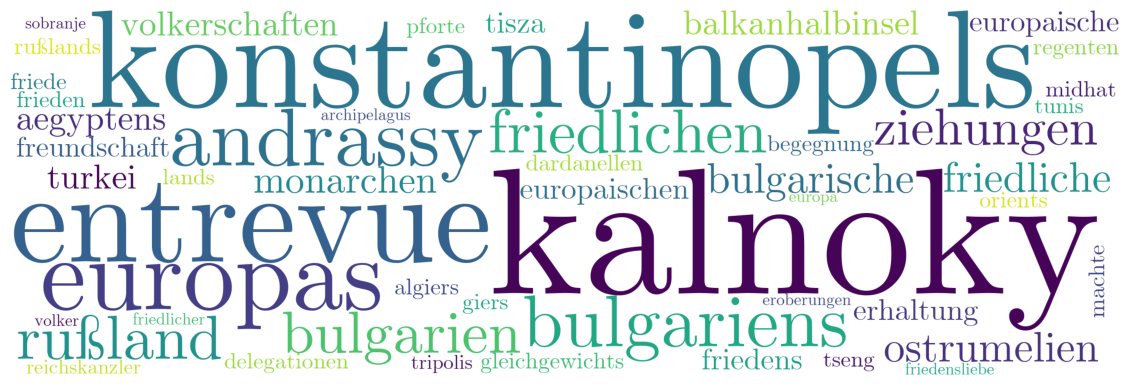 sobranje volkerschaften pforte tisza balkanhalbinsel europaische
rußlands konstantinopels regenten
friede midhat
frieden tunis
aegyptens archipelagus friedlichen ziehungen
freundschaft andrassy begegnung
turkei lands monarchen dardanellen europaischen bulgarische friedliche
entrevue kalnoky europa orients
europas algiers giers eroberungen erhaltung machte
volker friedlicher bulgarien bulgariens
rußland ostrumelien
reichskanzler delegationen tripolis gleichgewichts friedens tseng friedensliebe